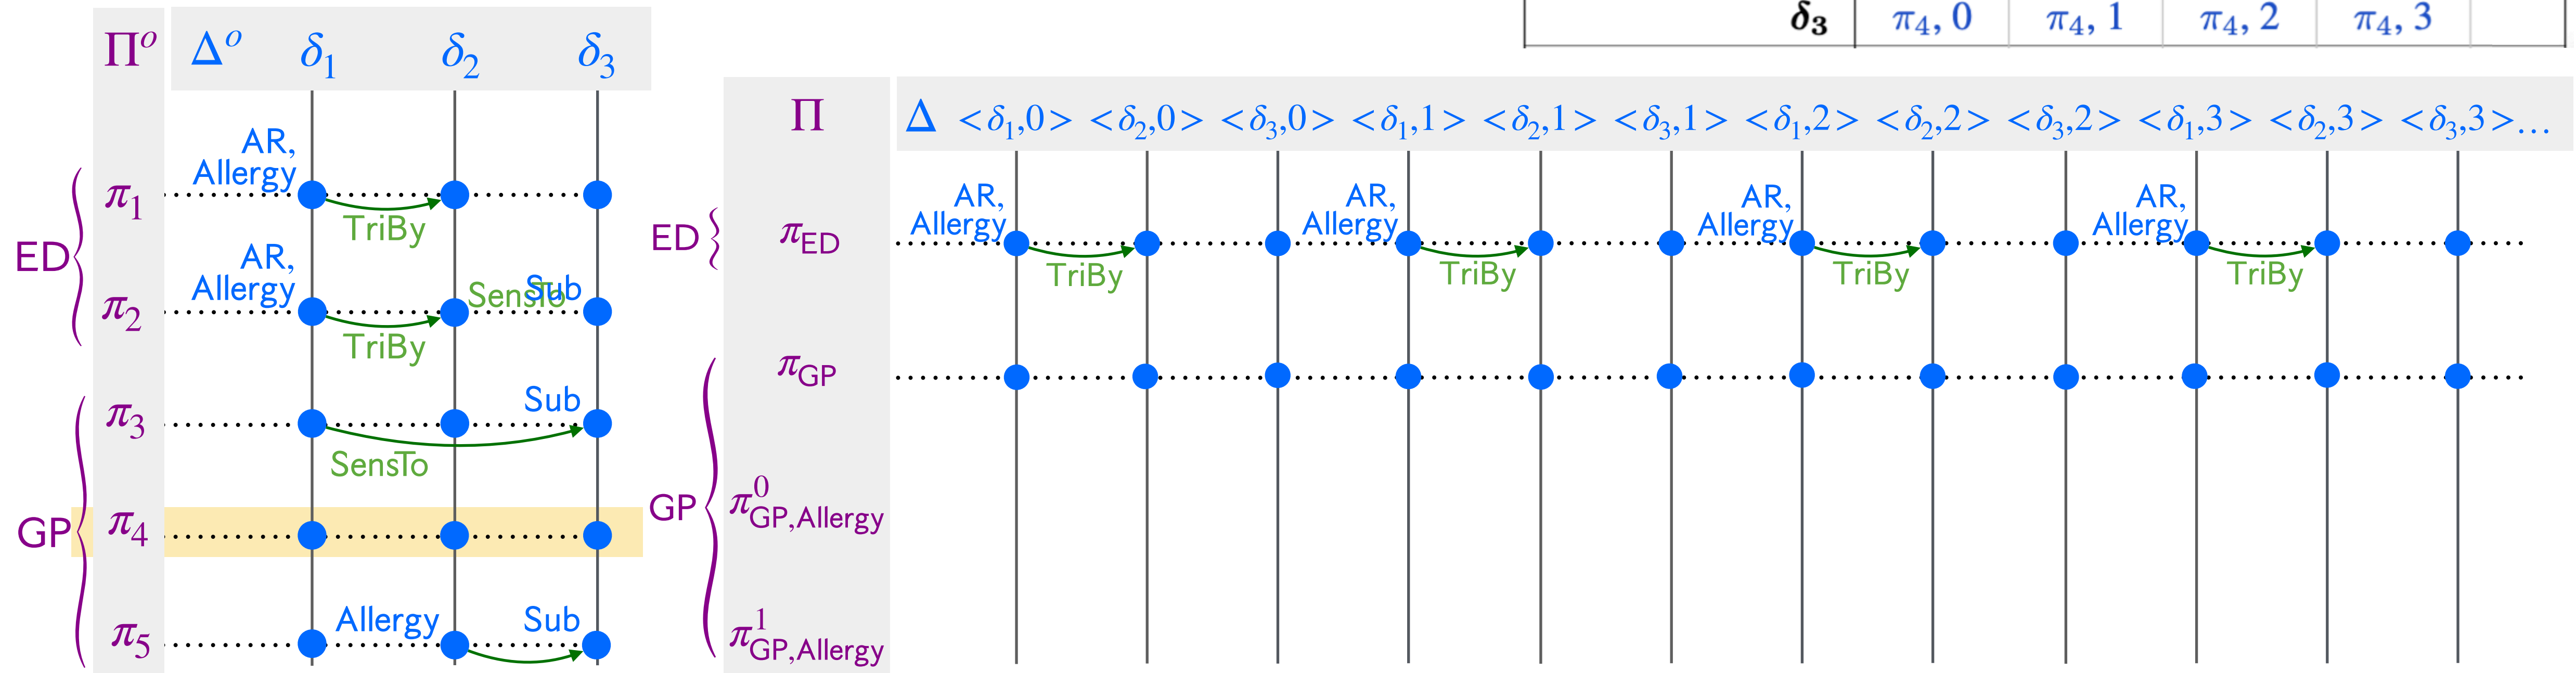 δ₃ π₄, 0 π₄, 1 π₄, 2 π₄, 3
Πᵒ Δᵒ δ₁ δ₂ δ₃
AR,
Allergy
π₁
TriBy
ED
AR,
Allergy
SensTo
Sub
π₂
TriBy
π₃
Sub
SensTo
GP
π₄
π₅
Allergy
Sub
Π Δ <δ₁,0> <δ₂,0> <δ₃,0> <δ₁,1> <δ₂,1> <δ₃,1> <δ₁,2> <δ₂,2> <δ₃,2> <δ₁,3> <δ₂,3> <δ₃,3>...
AR, AR, AR, AR,
Allergy Allergy Allergy Allergy
ED π_ED
TriBy TriBy TriBy TriBy
π_GP
GP
π⁰_GP,Allergy
π¹_GP,Allergy